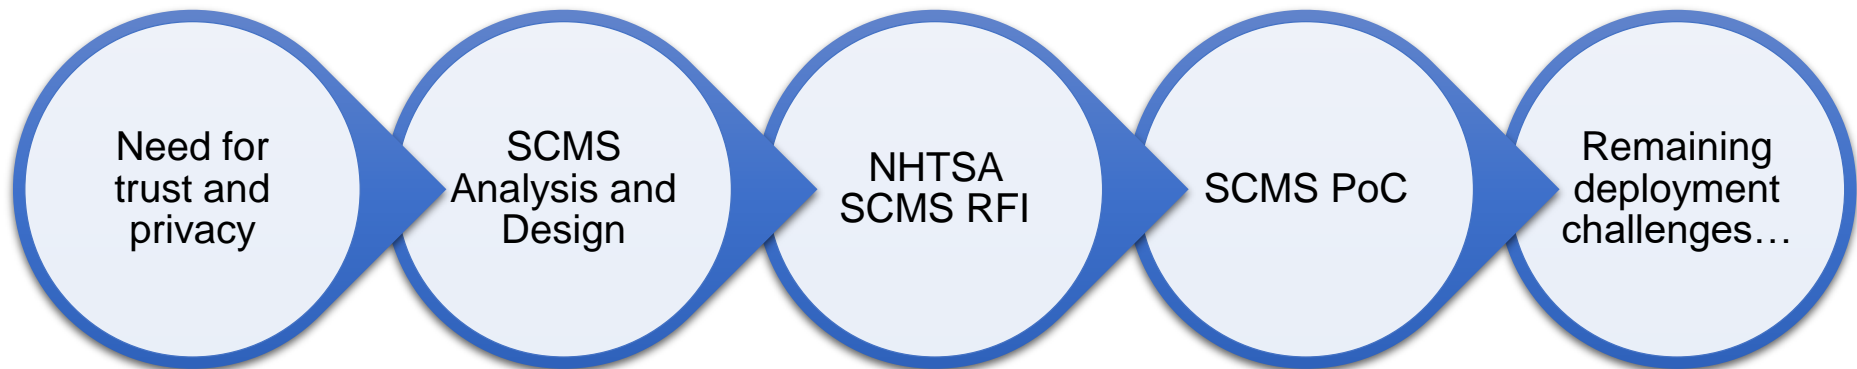 Need for
trust and
privacy
SCMS
Analysis and
Design
NHTSA
SCMS RFI
SCMS PoC
Remaining
deployment
challenges…